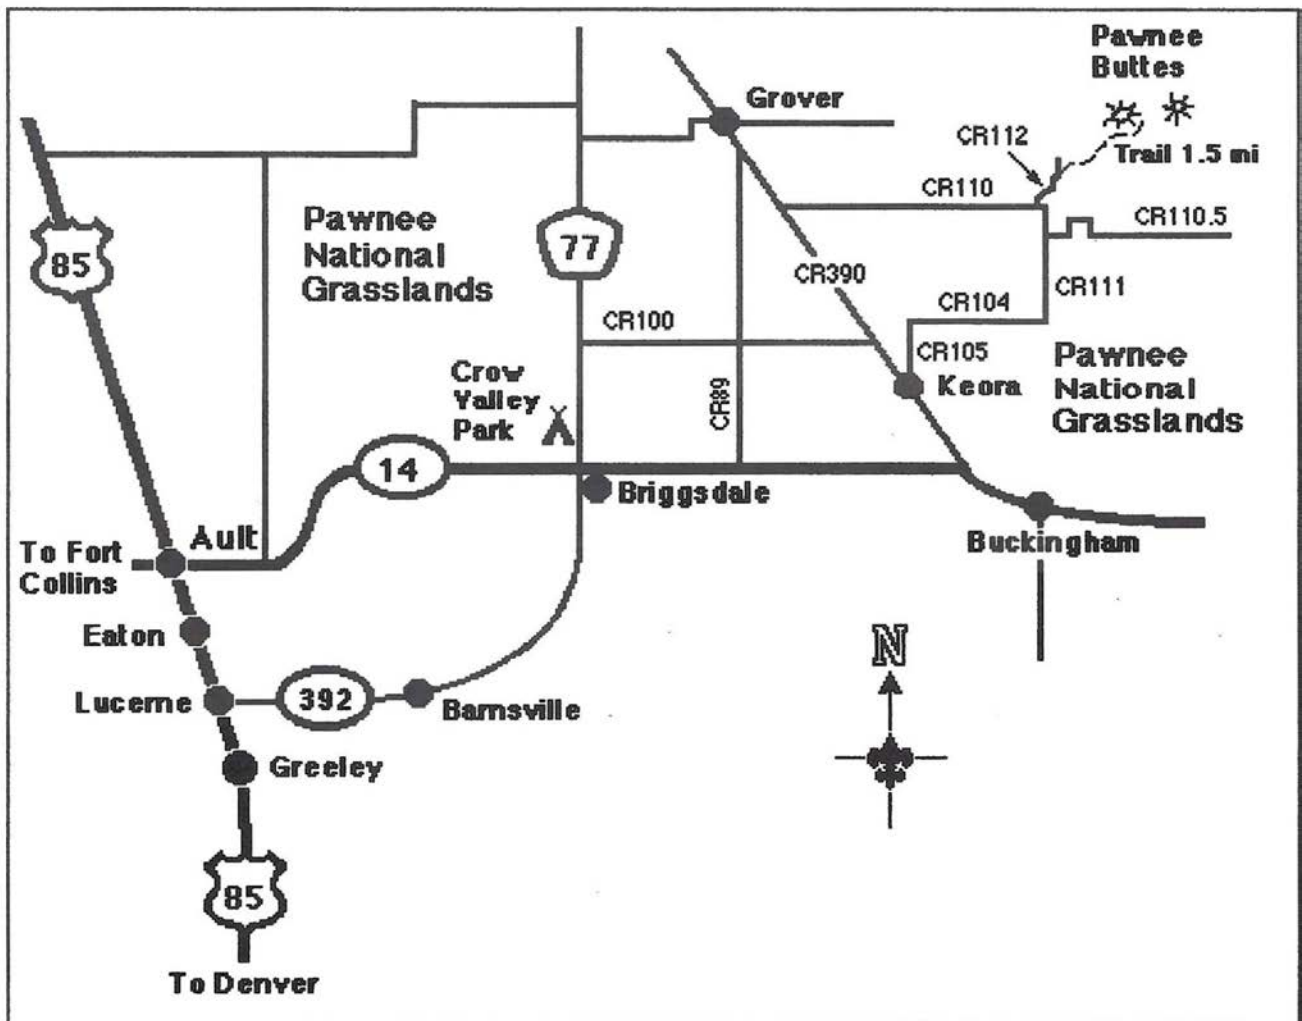 Pawnee
Buttes
Grover
CR112
Trail 1.5 mi
CR110
CR110.5
Pawnee
National
Grasslands
77
85
CR390
CR111
CR104
CR100
CR105
Pawnee
National
Grasslands
Crow
Valley
Park
CR89
Keora
14
Briggsdale
Ault
To Fort
Collins
Buckingham
Eaton
N
Lucerne
392
Barnsville
Greeley
85
To Denver